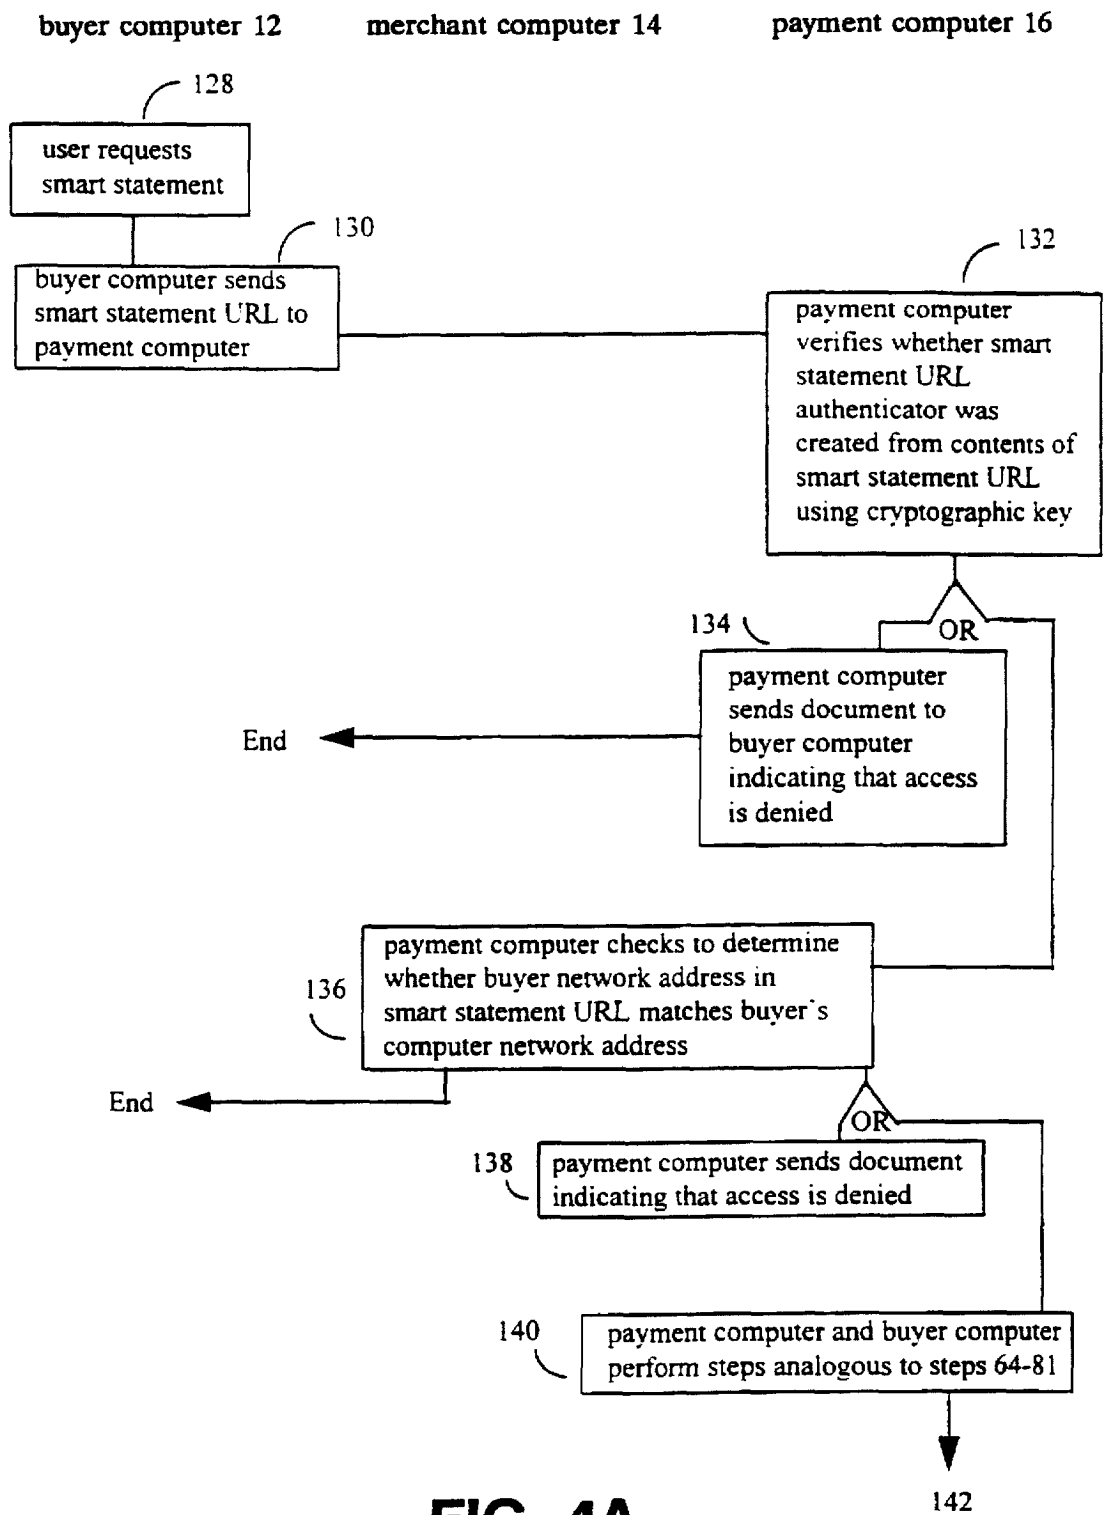 buyer computer 12 merchant computer 14 payment computer 16
128
user requests
smart statement
130
buyer computer sends
smart statement URL to
payment computer
132
payment computer
verifies whether smart
statement URL
authenticator was
created from contents of
smart statement URL
using cryptographic key
OR
134
payment computer
sends document to
buyer computer
indicating that access
is denied
End
136
payment computer checks to determine
whether buyer network address in
smart statement URL matches buyer's
computer network address
End
OR
138
payment computer sends document
indicating that access is denied
140
payment computer and buyer computer
perform steps analogous to steps 64-81
142
FIG. 4A